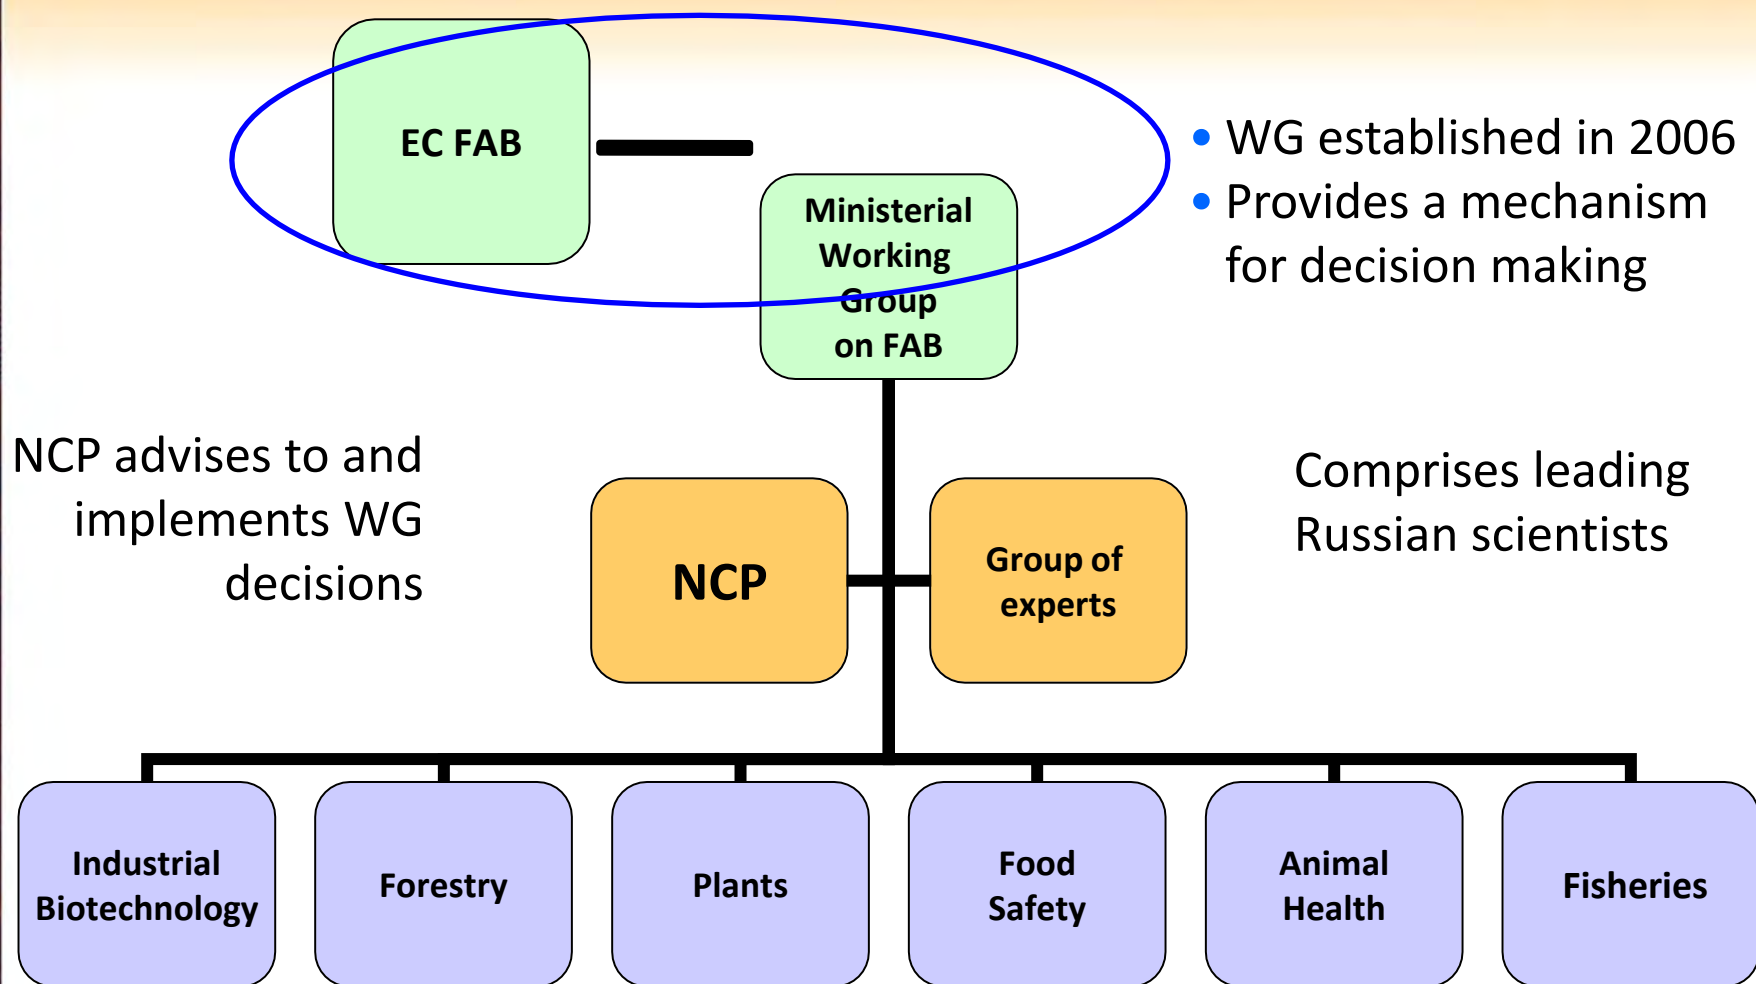 EC FAB
Ministerial
Working
Group
on FAB
• WG established in 2006
• Provides a mechanism
for decision making
NCP advises to and
implements WG
decisions
NCP
Group of
experts
Comprises leading
Russian scientists
Industrial
Biotechnology
Forestry
Plants
Food
Safety
Animal
Health
Fisheries